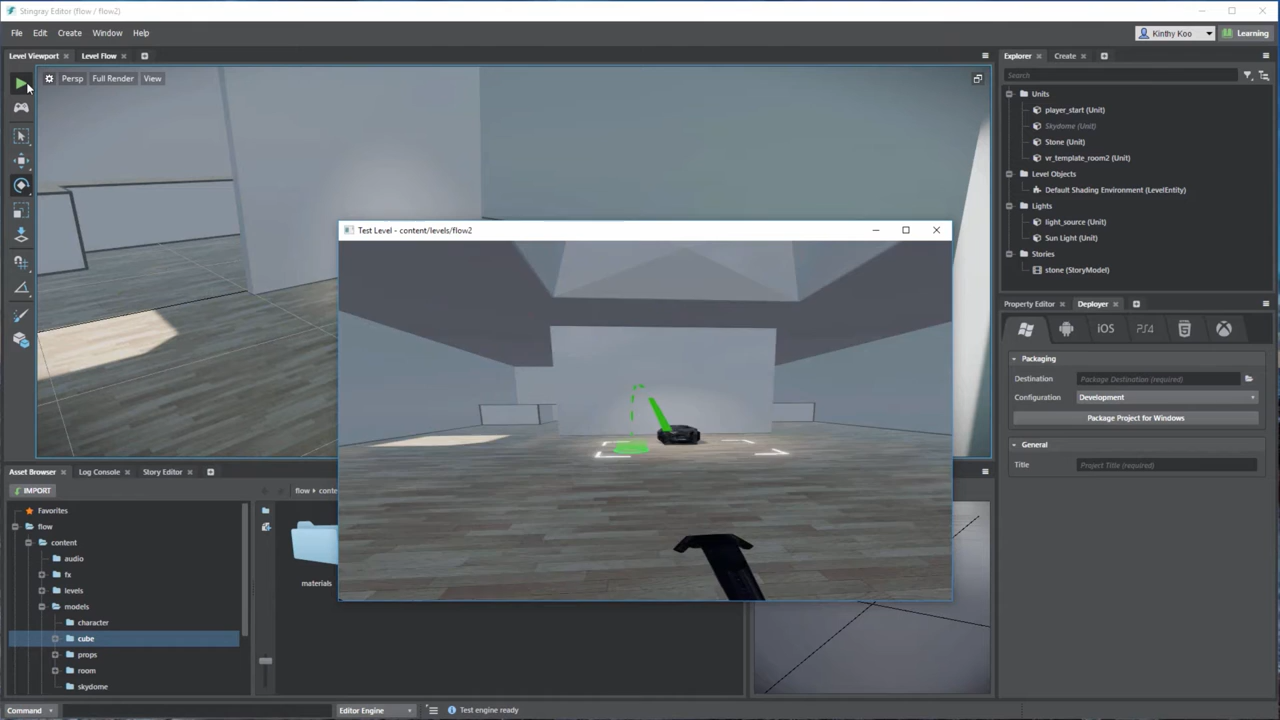 Stingray Editor (flow / flow2)
File Edit Create Window Help
Kinthy Koo Learning
Level Viewport Level Flow
Persp Full Render View
Explorer Create
Search
Units
player_start (Unit)
Skydome (Unit)
Stone (Unit)
vr_template_room2 (Unit)
Level Objects
Default Shading Environment (LevelEntity)
Lights
light_source (Unit)
Sun Light (Unit)
Stories
stone (StoryModel)
Test Level - content/levels/flow2
Property Editor Deployer
iOS PS4
Packaging
Destination Package Destination (required)
Configuration Development
Package Project for Windows
General
Title Project Title (required)
Asset Browser Log Console Story Editor
IMPORT
flow conte
Favorites
flow
content
audio
fx
levels
models
character
cube
props
room
skydome
materials
Command Editor Engine Test engine ready